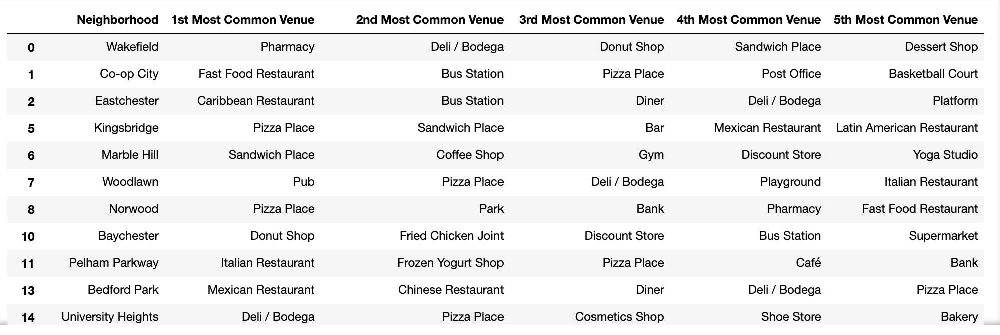 Neighborhood 1st Most Common Venue 2nd Most Common Venue 3rd Most Common Venue 4th Most Common Venue 5th Most Common Venue
0 Wakefield Pharmacy Deli / Bodega Donut Shop Sandwich Place Dessert Shop
1 Co-op City Fast Food Restaurant Bus Station Pizza Place Post Office Basketball Court
2 Eastchester Caribbean Restaurant Bus Station Diner Deli / Bodega Platform
5 Kingsbridge Pizza Place Sandwich Place Bar Mexican Restaurant Latin American Restaurant
6 Marble Hill Sandwich Place Coffee Shop Gym Discount Store Yoga Studio
7 Woodlawn Pub Pizza Place Deli / Bodega Playground Italian Restaurant
8 Norwood Pizza Place Park Bank Pharmacy Fast Food Restaurant
10 Baychester Donut Shop Fried Chicken Joint Discount Store Bus Station Supermarket
11 Pelham Parkway Italian Restaurant Frozen Yogurt Shop Pizza Place Café Bank
13 Bedford Park Mexican Restaurant Chinese Restaurant Diner Deli / Bodega Pizza Place
14 University Heights Deli / Bodega Pizza Place Cosmetics Shop Shoe Store Bakery